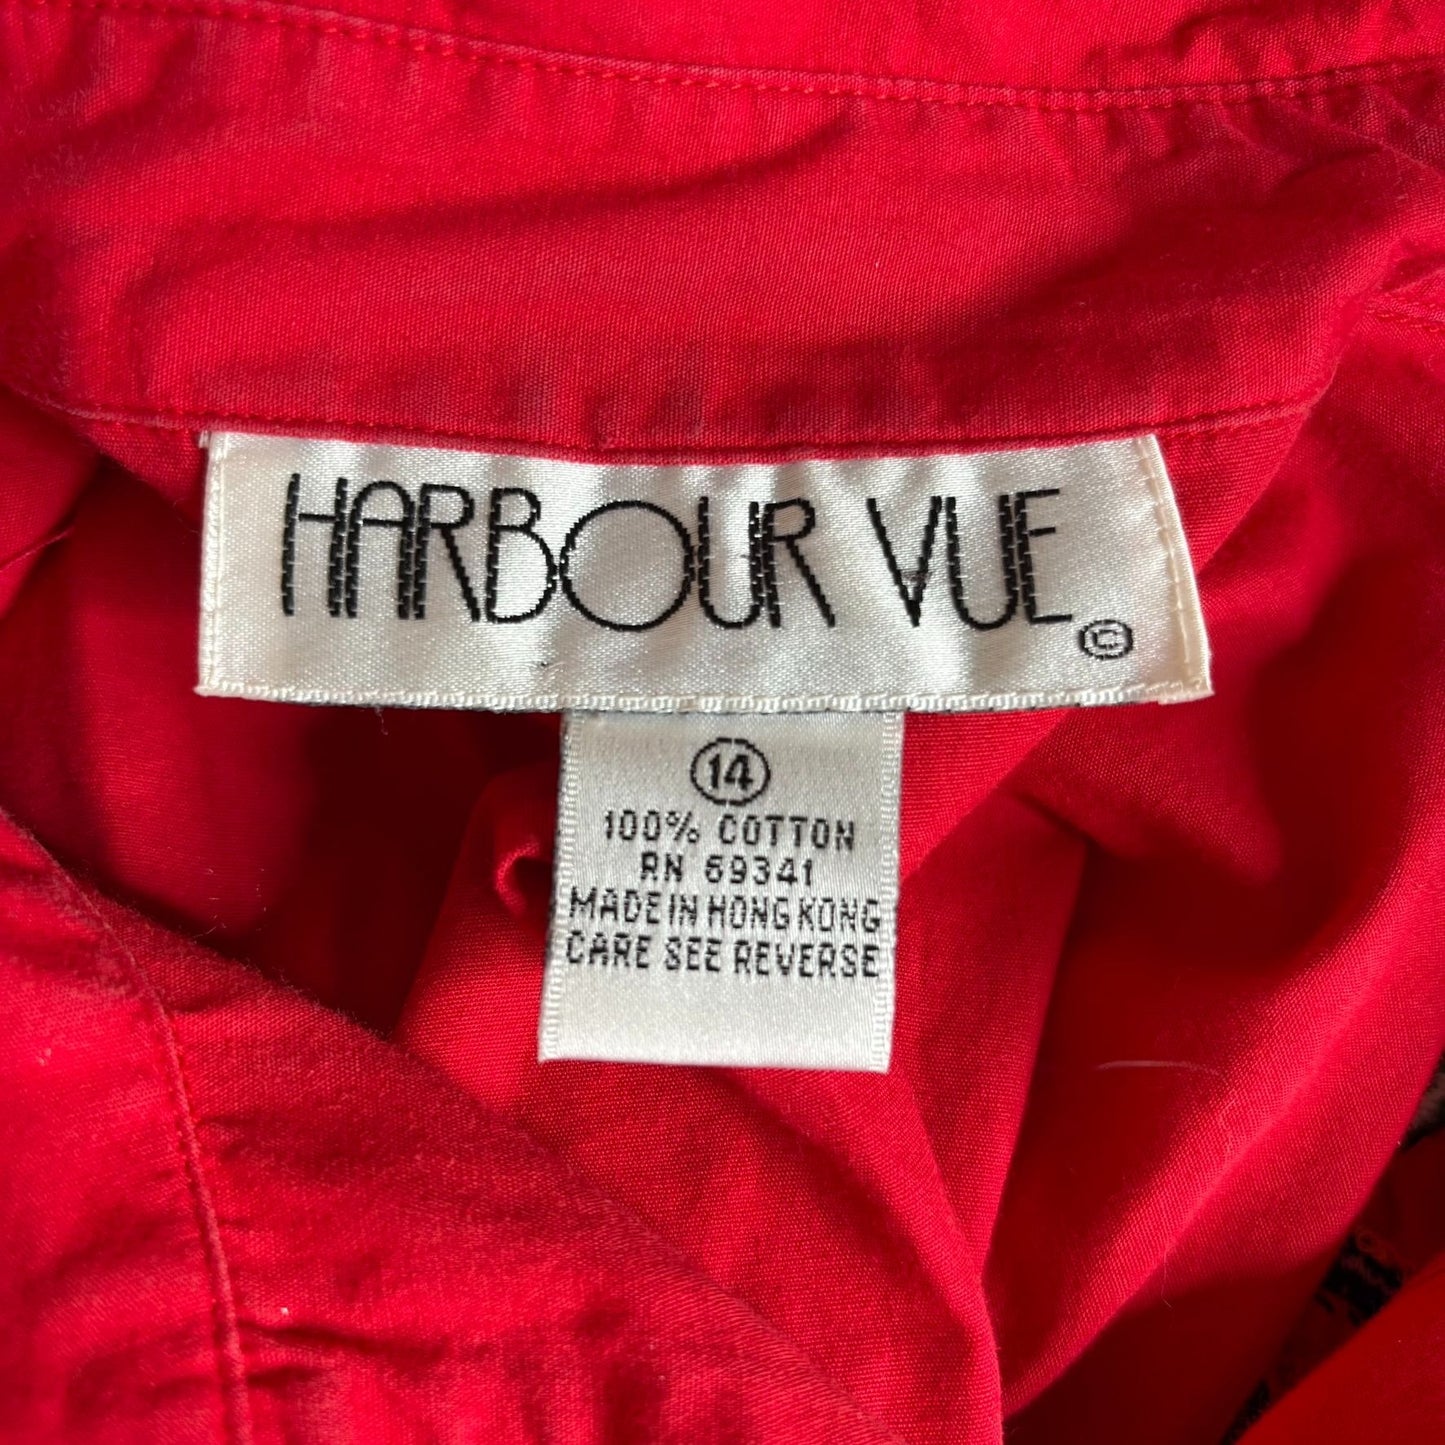 HARBOUR VUE ©
14
100% COTTON
RN 69341
MADE IN HONG KONG
CARE SEE REVERSE